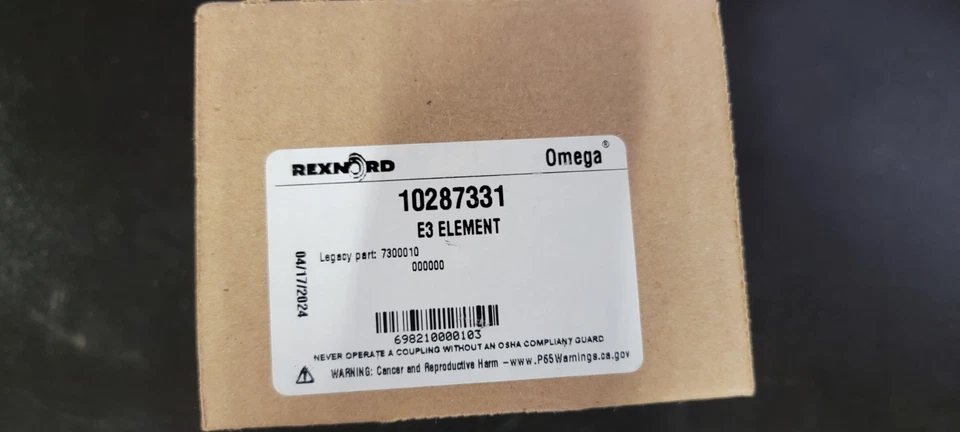 REXNORD
Omega®
10287331
E3 ELEMENT
Legacy part: 7300010
000000
04/17/2024
698210000103
NEVER OPERATE A COUPLING WITHOUT AN OSHA COMPLIANT GUARD
WARNING: Cancer and Reproductive Harm -www.P65Warnings.ca.gov